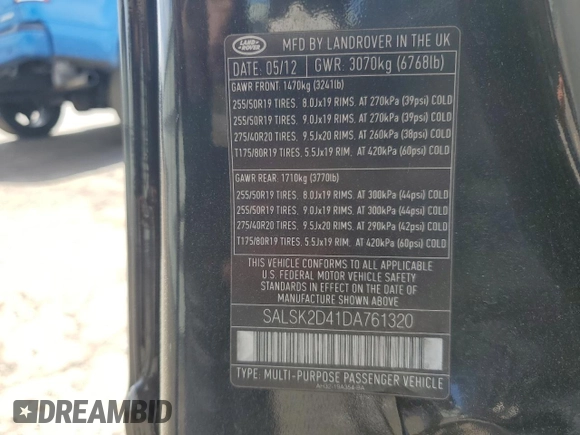 LAND ROVER
MFD BY LANDROVER IN THE UK
DATE: 05/12 GWR: 3070kg (6768lb)
GAWR FRONT: 1470kg (3241lb)
255/50R19 TIRES, 8.0Jx19 RIMS, AT 270kPa (39psi) COLD
255/50R19 TIRES, 9.0Jx19 RIMS, AT 270kPa (39psi) COLD
275/40R20 TIRES, 9.5Jx20 RIMS, AT 260kPa (38psi) COLD
T175/80R19 TIRES, 5.5Jx19 RIM, AT 420kPa (60psi) COLD
GAWR REAR: 1710kg (3770lb)
255/50R19 TIRES, 8.0Jx19 RIMS, AT 300kPa (44psi) COLD
255/50R19 TIRES, 9.0Jx19 RIMS, AT 300kPa (44psi) COLD
275/40R20 TIRES, 9.5Jx20 RIMS, AT 290kPa (42psi) COLD
T175/80R19 TIRES, 5.5Jx19 RIM, AT 420kPa (60psi) COLD
THIS VEHICLE CONFORMS TO ALL APPLICABLE
U.S. FEDERAL MOTOR VEHICLE SAFETY
STANDARDS IN EFFECT ON THE DATE OF
MANUFACTURE SHOWN ABOVE
SALSK2D41DA761320
TYPE: MULTI-PURPOSE PASSENGER VEHICLE
DREAMBID
dreambid.com